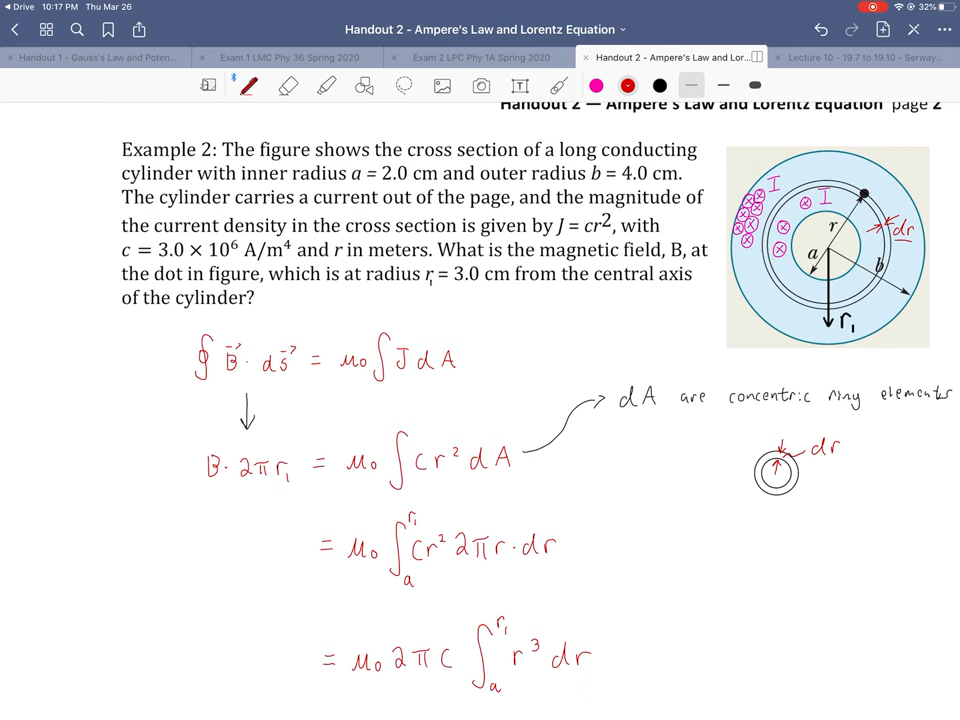 Drive 10:17 PM Thu Mar 26 32%
Handout 2 - Ampere's Law and Lorentz Equation
Handout 1 - Gauss's Law and Poten...
Exam 1 LMC Phy 36 Spring 2020
Exam 2 LPC Phy 1A Spring 2020
Handout 2 - Ampere's Law and Lor...
Lecture 10 - 19.7 to 19.10 - Serway...
Handout 2 — Ampere's Law and Lorentz Equation page 2
Example 2: The figure shows the cross section of a long conducting
cylinder with inner radius a = 2.0 cm and outer radius b = 4.0 cm.
The cylinder carries a current out of the page, and the magnitude of
the current density in the cross section is given by J = cr², with
c = 3.0 × 10⁶ A/m⁴ and r in meters. What is the magnetic field, B, at
the dot in figure, which is at radius r₁ = 3.0 cm from the central axis
of the cylinder?
I I
r dr
a b
r₁
∮ B⃗ · ds⃗ = μ₀ ∫ J dA
dA are concentric ring elements
B · 2πr₁ = μ₀ ∫ Cr² dA
dr
= μ₀ ∫ₐ^r₁ Cr² 2πr · dr
= μ₀ 2πC ∫ₐ^r₁ r³ dr